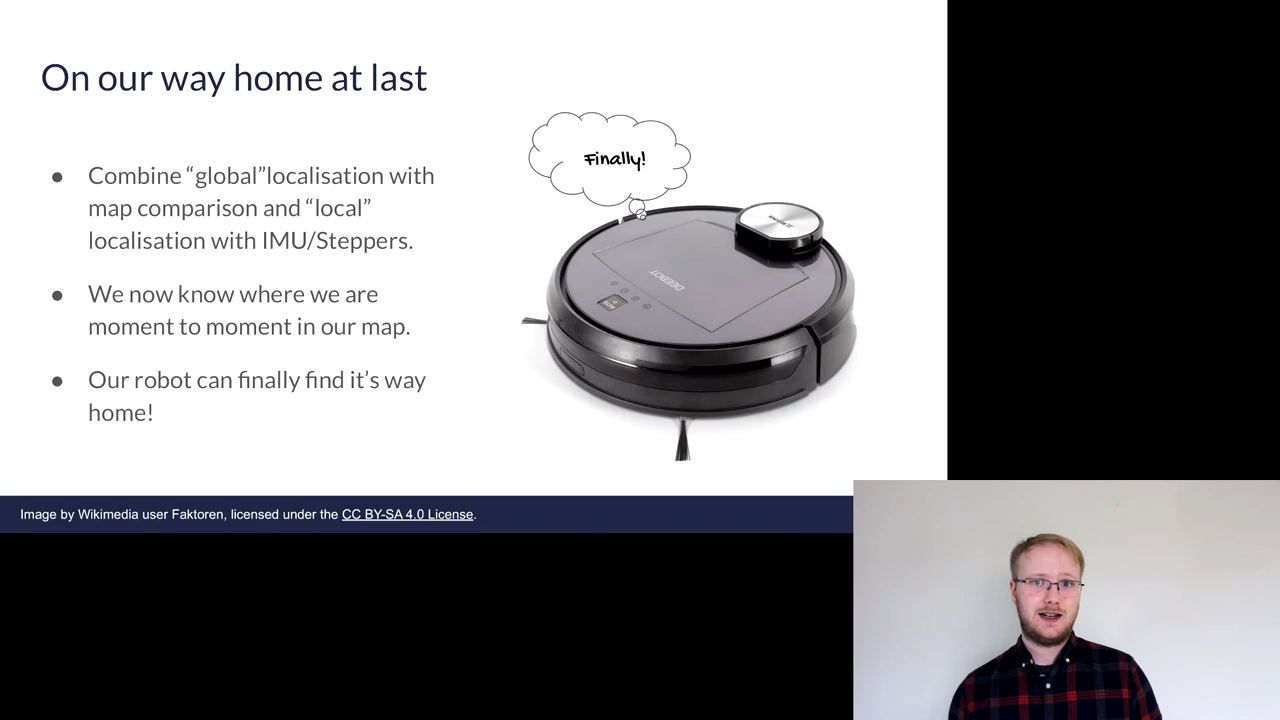 On our way home at last
Finally!
● Combine “global”localisation with
map comparison and “local”
localisation with IMU/Steppers.
● We now know where we are
moment to moment in our map.
● Our robot can finally find it’s way
home!
DEEBOT
Image by Wikimedia user Faktoren, licensed under the CC BY-SA 4.0 License.